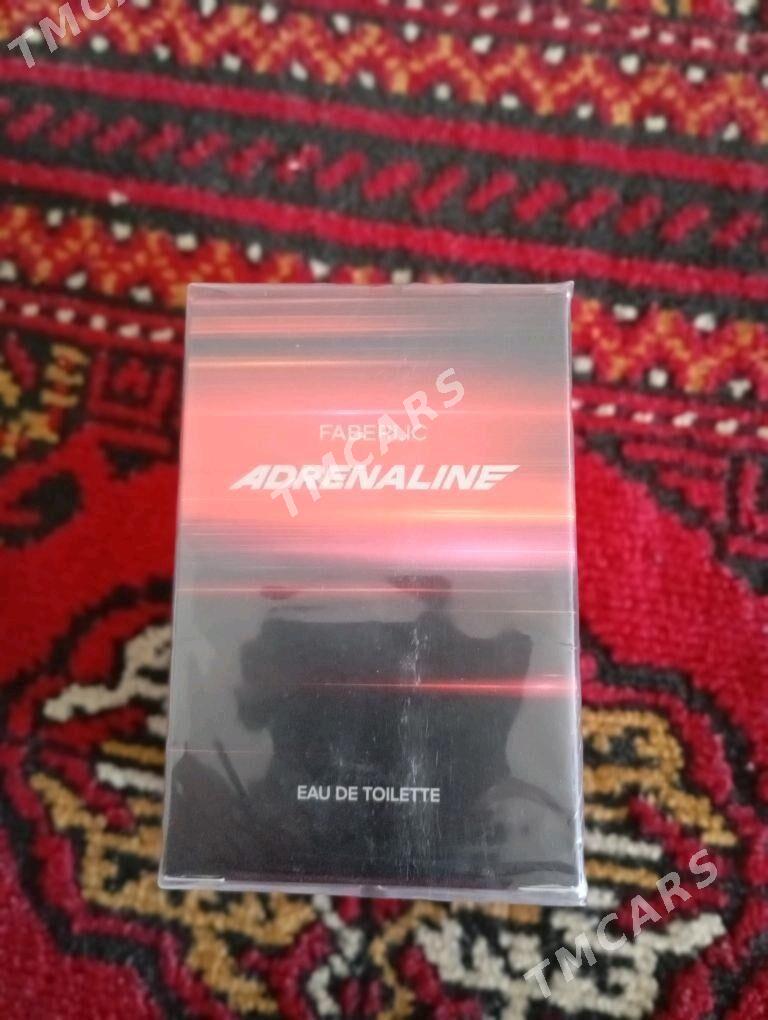 TMCARS
FABERLIC
TMCARS
ADRENALINE
EAU DE TOILETTE
TMCARS